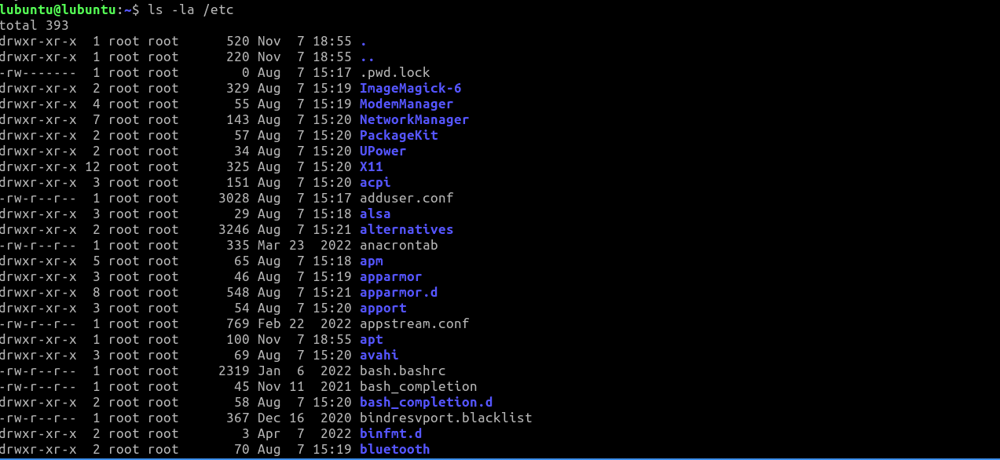 lubuntu@lubuntu:~$ ls -la /etc
total 393
drwxr-xr-x  1 root root      520 Nov  7 18:55 .
drwxr-xr-x  1 root root      220 Nov  7 18:55 ..
-rw-------  1 root root        0 Aug  7 15:17 .pwd.lock
drwxr-xr-x  2 root root      329 Aug  7 15:19 ImageMagick-6
drwxr-xr-x  4 root root       55 Aug  7 15:19 ModemManager
drwxr-xr-x  7 root root      143 Aug  7 15:20 NetworkManager
drwxr-xr-x  2 root root       57 Aug  7 15:20 PackageKit
drwxr-xr-x  2 root root       34 Aug  7 15:20 UPower
drwxr-xr-x 12 root root      325 Aug  7 15:20 X11
drwxr-xr-x  3 root root      151 Aug  7 15:20 acpi
-rw-r--r--  1 root root     3028 Aug  7 15:17 adduser.conf
drwxr-xr-x  3 root root       29 Aug  7 15:18 alsa
drwxr-xr-x  2 root root     3246 Aug  7 15:21 alternatives
-rw-r--r--  1 root root      335 Mar 23  2022 anacrontab
drwxr-xr-x  5 root root       65 Aug  7 15:18 apm
drwxr-xr-x  3 root root       46 Aug  7 15:19 apparmor
drwxr-xr-x  8 root root      548 Aug  7 15:21 apparmor.d
drwxr-xr-x  3 root root       54 Aug  7 15:20 apport
-rw-r--r--  1 root root      769 Feb 22  2022 appstream.conf
drwxr-xr-x  1 root root      100 Nov  7 18:55 apt
drwxr-xr-x  3 root root       69 Aug  7 15:20 avahi
-rw-r--r--  1 root root     2319 Jan  6  2022 bash.bashrc
-rw-r--r--  1 root root       45 Nov 11  2021 bash_completion
drwxr-xr-x  2 root root       58 Aug  7 15:20 bash_completion.d
-rw-r--r--  1 root root      367 Dec 16  2020 bindresvport.blacklist
drwxr-xr-x  2 root root        3 Apr  7  2022 binfmt.d
drwxr-xr-x  2 root root       70 Aug  7 15:19 bluetooth